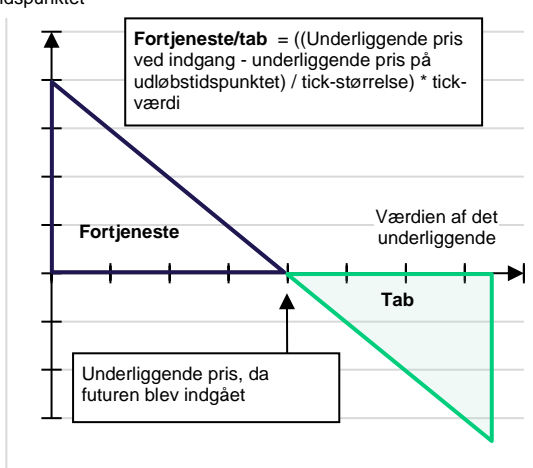 Fortjeneste/tab = ((Underliggende pris
ved indgang - underliggende pris på
udløbstidspunktet) / tick-størrelse) * tick-
værdi
Fortjeneste
Værdien af det
underliggende
Tab
Underliggende pris, da
futuren blev indgået